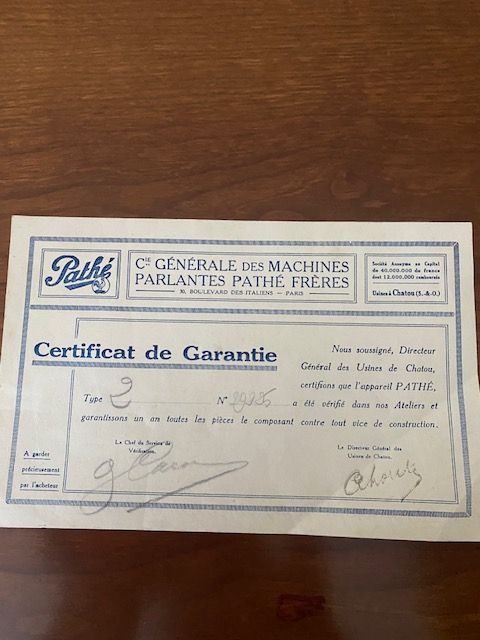 Pathé
CIE GÉNÉRALE DES MACHINES
PARLANTES PATHÉ FRÈRES
30, BOULEVARD DES ITALIENS — PARIS
Société Anonyme au Capital
de 40.000.000 de francs
dont 12.000.000 remboursés
Usines à Chatou (S.-&-O.)
Certificat de Garantie
Nous soussigné, Directeur
Général des Usines de Chatou,
certifions que l'appareil PATHÉ,
Type 2 N° a été vérifié dans nos Ateliers et
garantissons un an toutes les pièces le composant contre tout vice de construction.
Le Chef du Service de
Vérification,
Le Directeur Général des
Usines de Chatou,
A garder
précieusement
par l'acheteur